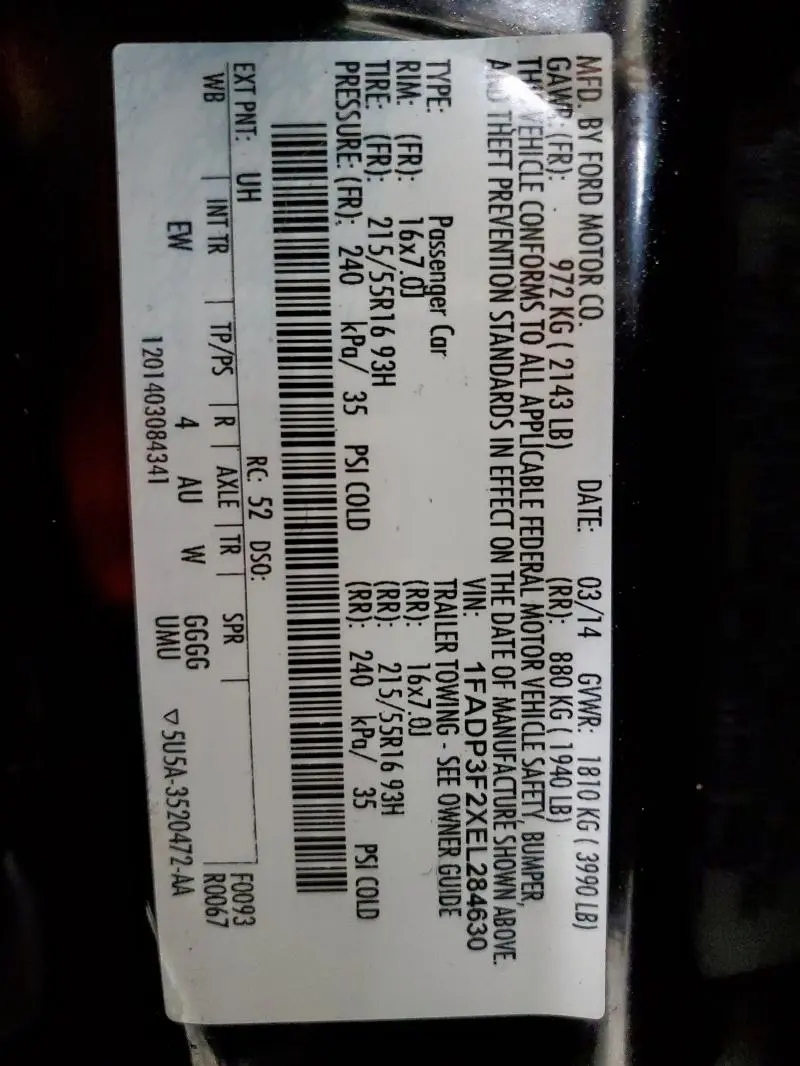 MFD. BY FORD MOTOR CO. DATE: 03/14 GVWR: 1810 KG ( 3990 LB)
GAWR: (FR): 972 KG ( 2143 LB) (RR): 880 KG ( 1940 LB)
THIS VEHICLE CONFORMS TO ALL APPLICABLE FEDERAL MOTOR VEHICLE SAFETY, BUMPER,
AND THEFT PREVENTION STANDARDS IN EFFECT ON THE DATE OF MANUFACTURE SHOWN ABOVE.
VIN: 1FADP3F2XEL284630
TYPE: Passenger Car TRAILER TOWING - SEE OWNER GUIDE
RIM: (FR): 16x7.0J (RR): 16x7.0J
TIRE: (FR): 215/55R16 93H (RR): 215/55R16 93H
PRESSURE: (FR): 240 kPa/ 35 PSI COLD (RR): 240 kPa/ 35 PSI COLD
EXT PNT: UH RC: 52 DSO: F0093
WB INT TR TP/PS R AXLE TR SPR R0067
EW 4 AU W GGGG
UMU
1201403084341 ▽5U5A-3520472-AA